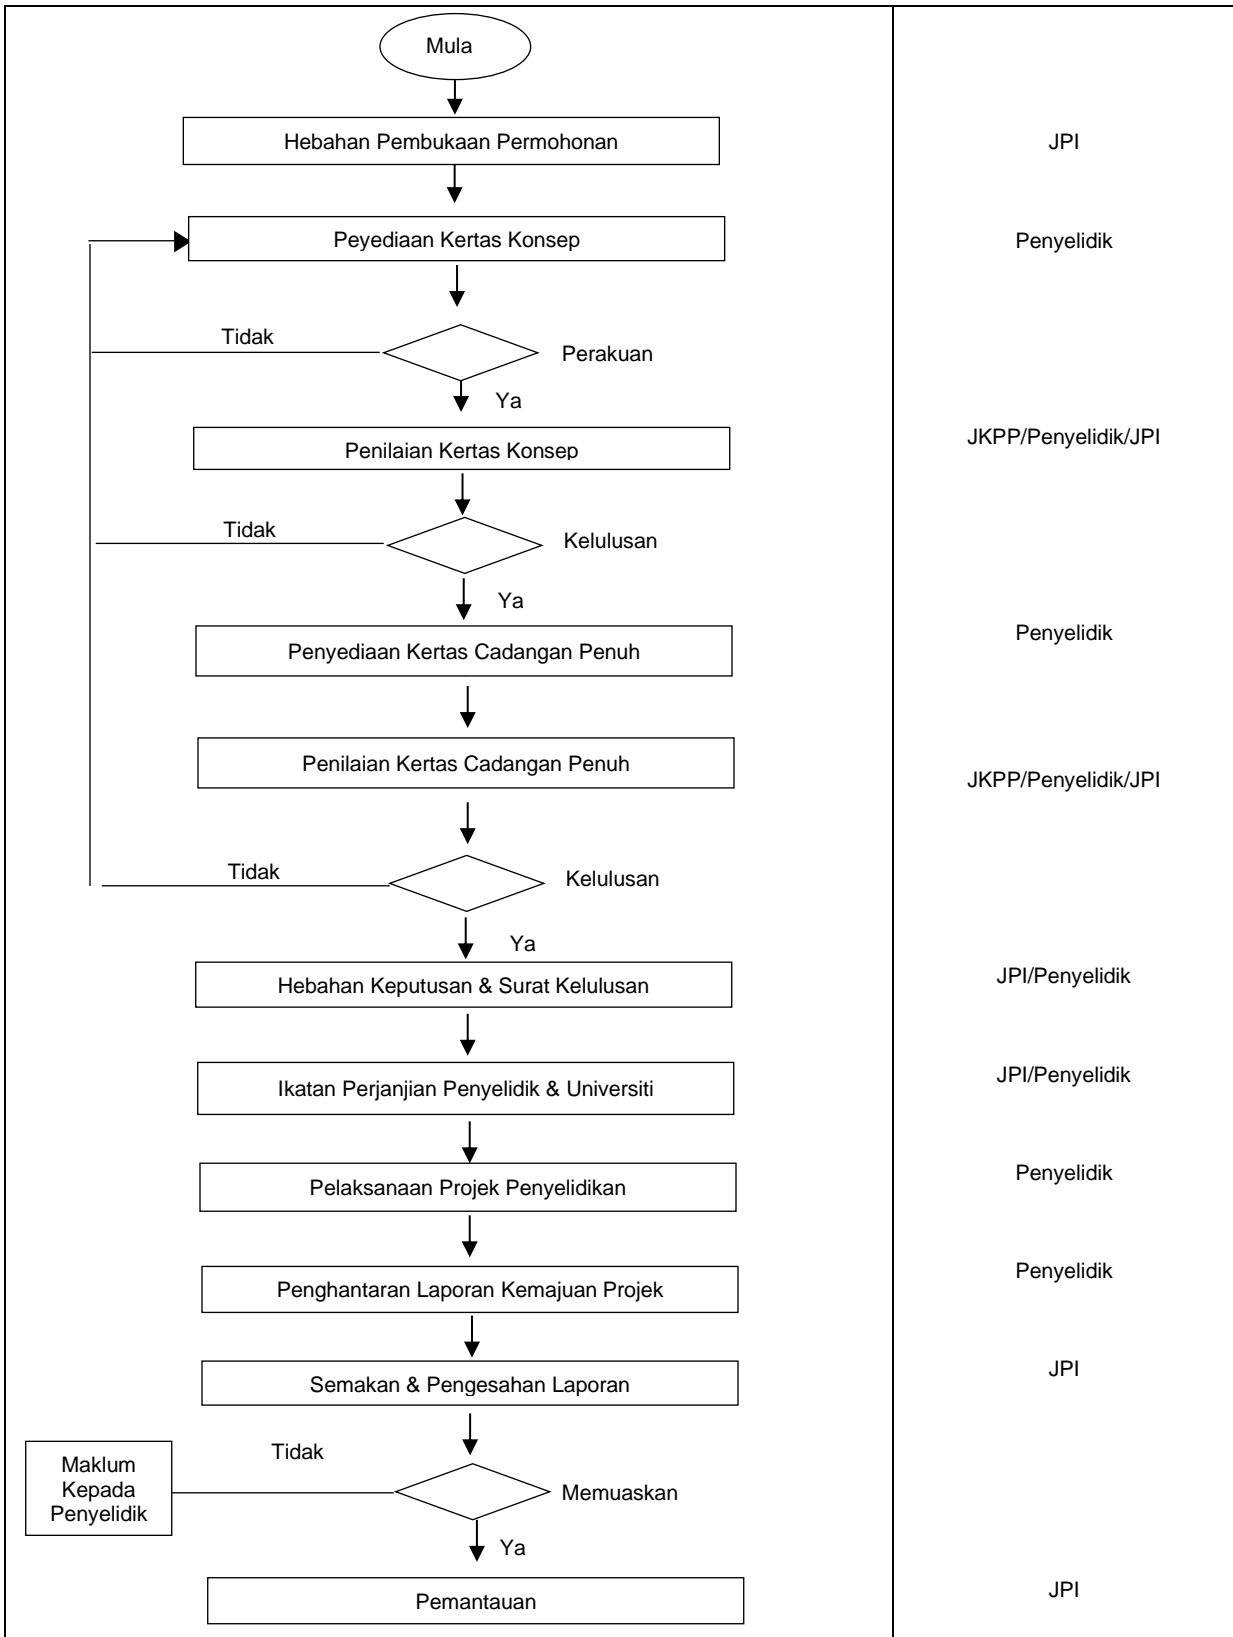 Mula
Hebahan Pembukaan Permohonan
JPI
Peyediaan Kertas Konsep
Penyelidik
Tidak
Perakuan
Ya
Penilaian Kertas Konsep
JKPP/Penyelidik/JPI
Tidak
Kelulusan
Ya
Penyediaan Kertas Cadangan Penuh
Penyelidik
Penilaian Kertas Cadangan Penuh
JKPP/Penyelidik/JPI
Tidak
Kelulusan
Ya
Hebahan Keputusan & Surat Kelulusan
JPI/Penyelidik
Ikatan Perjanjian Penyelidik & Universiti
JPI/Penyelidik
Pelaksanaan Projek Penyelidikan
Penyelidik
Penghantaran Laporan Kemajuan Projek
Penyelidik
Semakan & Pengesahan Laporan
JPI
Tidak
Maklum
Kepada
Penyelidik
Memuaskan
Ya
Pemantauan
JPI